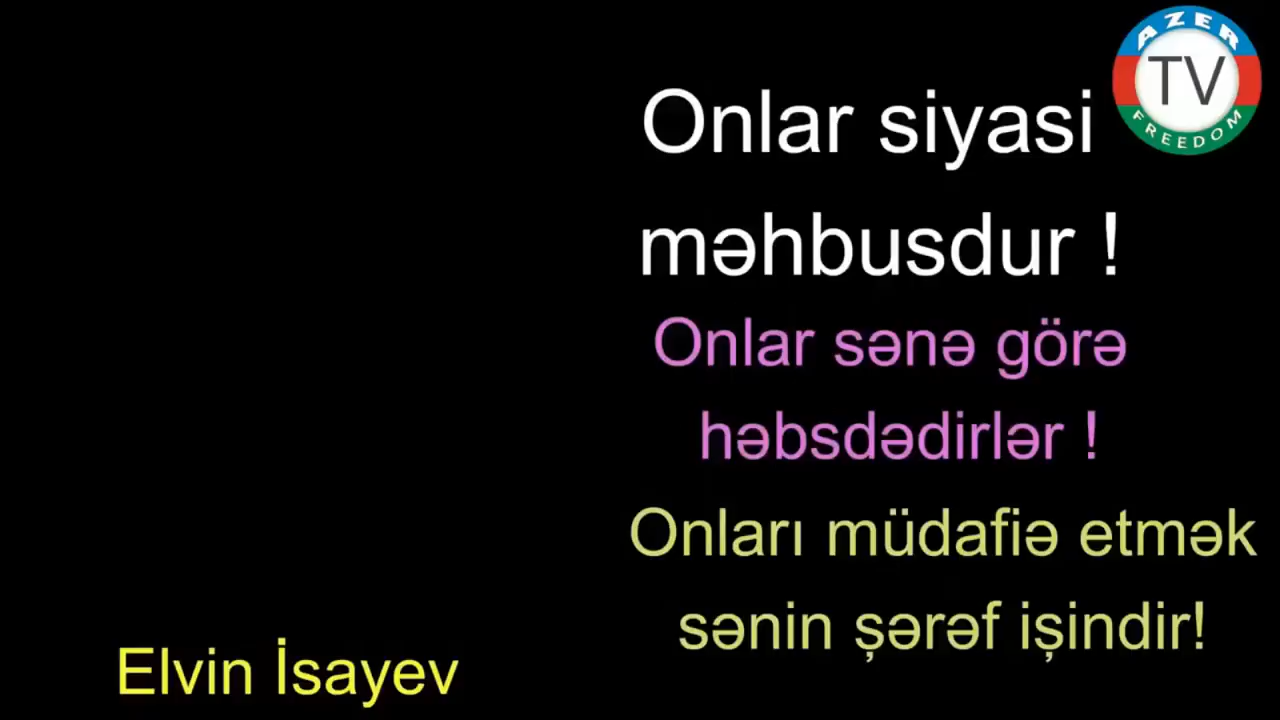 AZER
TV
FREEDOM
Onlar siyasi
məhbusdur !
Onlar sənə görə
həbsdədirlər !
Onları müdafiə etmək
sənin şərəf işindir!
Elvin İsayev